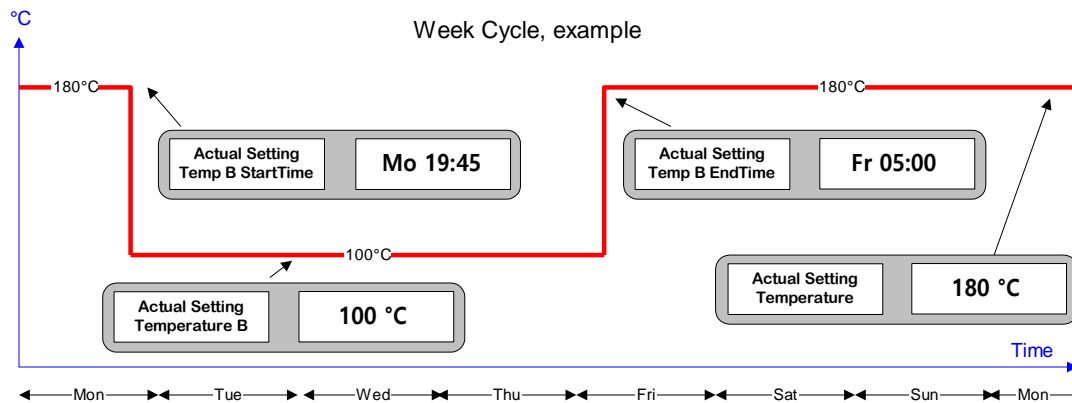 °C
Week Cycle, example
180°C
180°C
Actual Setting
Temp B StartTime
Mo 19:45
Actual Setting
Temp B EndTime
Fr 05:00
100°C
Actual Setting
Temperature B
100 °C
Actual Setting
Temperature
180 °C
Time
Mon Tue Wed Thu Fri Sat Sun Mon